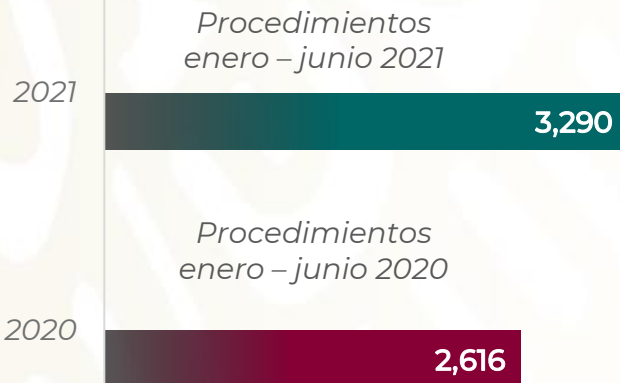 Procedimientos
enero – junio 2021
2021
3,290
Procedimientos
enero – junio 2020
2020
2,616